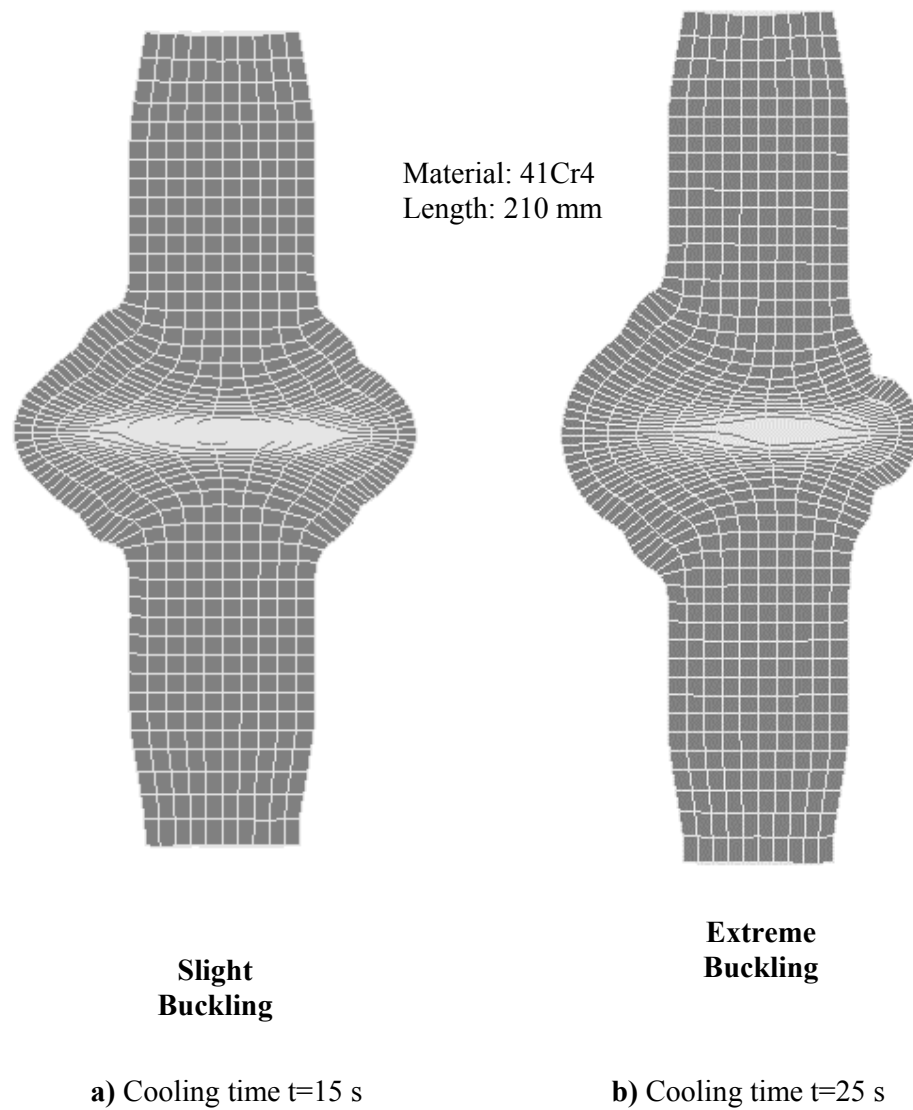 Material: 41Cr4
Length: 210 mm
Slight
Buckling
Extreme
Buckling
a) Cooling time t=15 s
b) Cooling time t=25 s